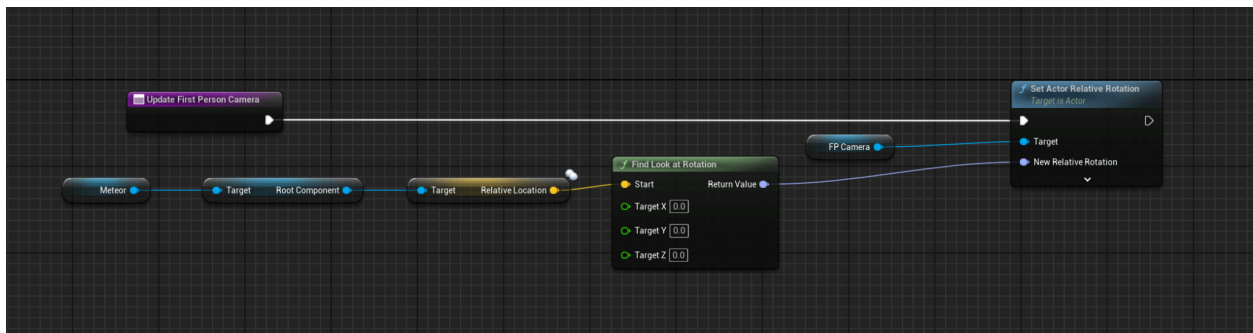 Update First Person Camera
f Set Actor Relative Rotation
Target is Actor
FP Camera
Target
New Relative Rotation
f Find Look at Rotation
Meteor
Target Root Component
Target Relative Location
Start Return Value
Target X 0.0
Target Y 0.0
Target Z 0.0